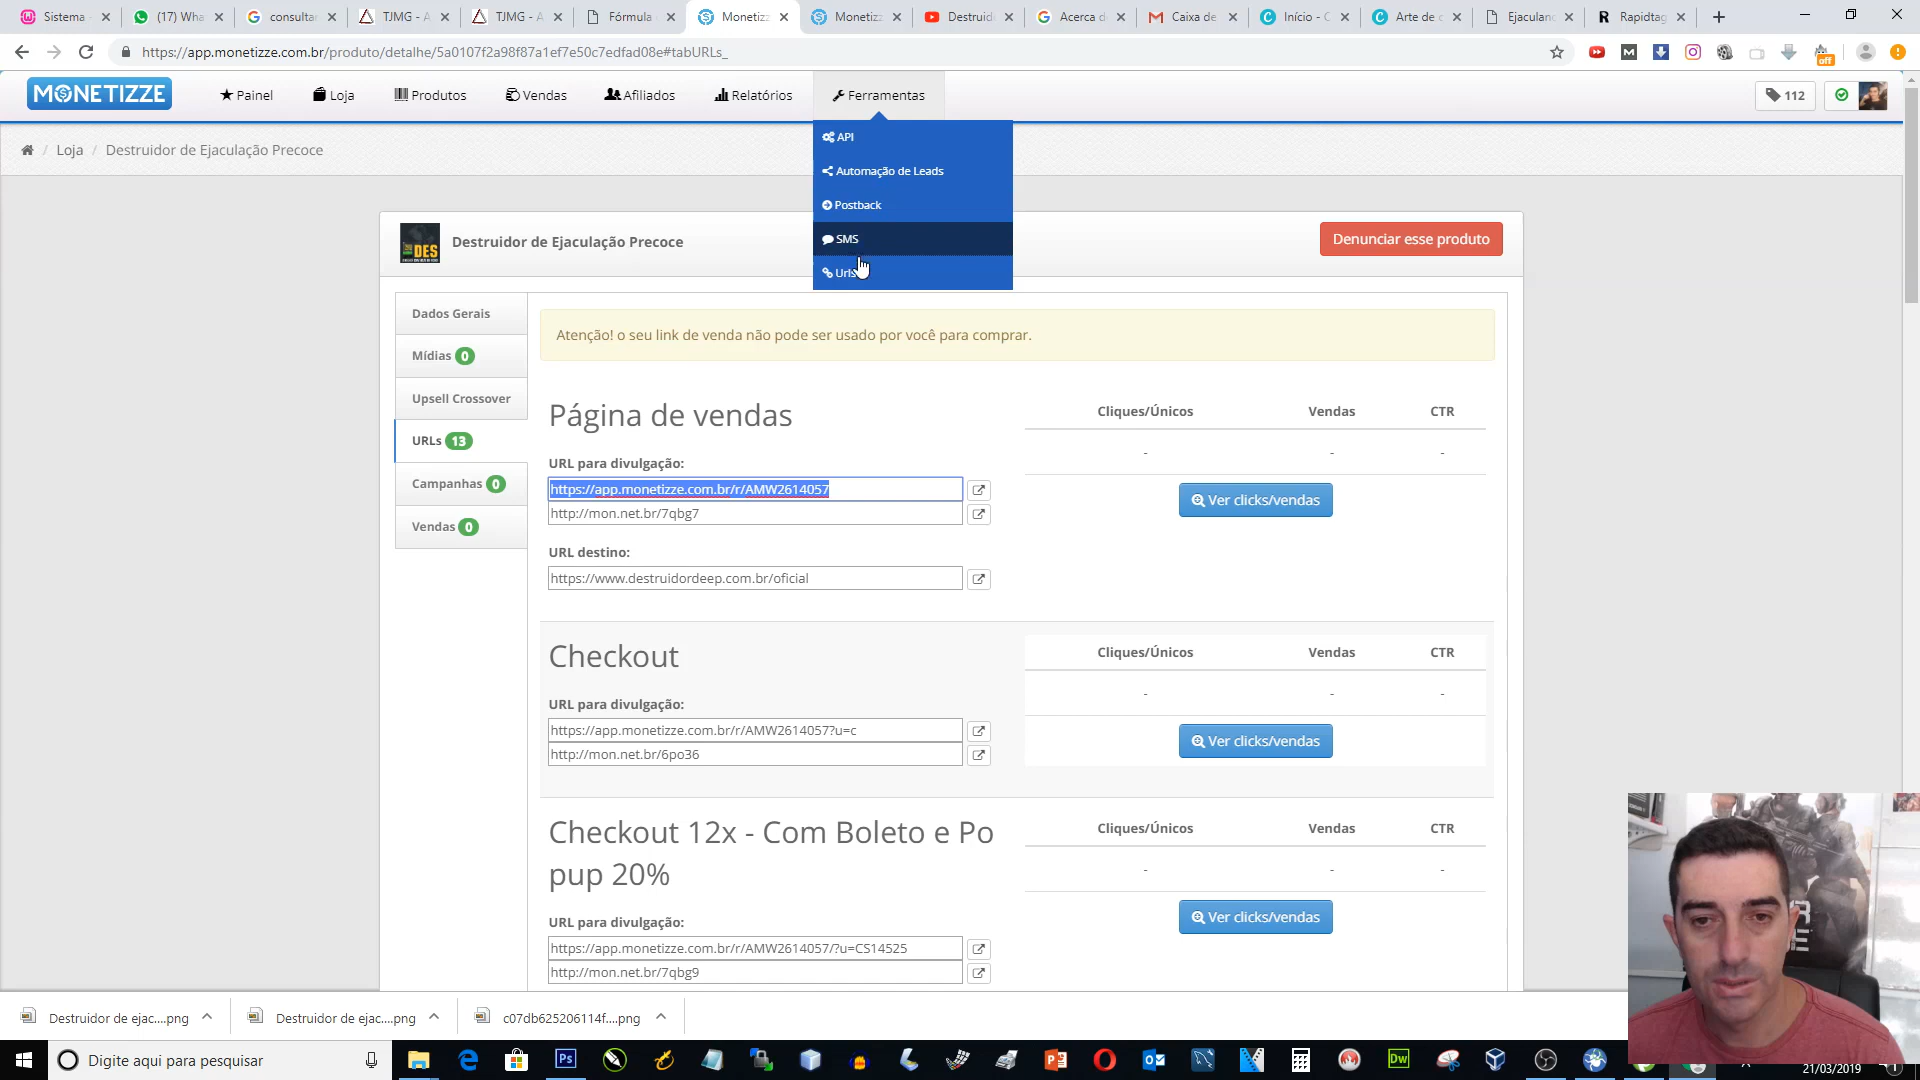 Sistema
(17) Wha
consultar
TJMG - A
TJMG - A
Fórmula
Monetizz
Monetizz
Destruid
Acerca d
Caixa de
Início - C
Arte de c
Ejaculand
Rapidtag
https://app.monetizze.com.br/produto/detalhe/5a0107f2a98f87a1ef7e50c7edfad08e#tabURLs_
off
MONETIZZE
Painel
Loja
Produtos
Vendas
Afiliados
Relatórios
Ferramentas
112
API
Automação de Leads
Postback
SMS
Urls
Loja / Destruidor de Ejaculação Precoce
DES
Destruidor de Ejaculação Precoce
Denunciar esse produto
Dados Gerais
Mídias 0
Upsell Crossover
URLs 13
Campanhas 0
Vendas 0
Atenção! o seu link de venda não pode ser usado por você para comprar.
Página de vendas
URL para divulgação:
https://app.monetizze.com.br/r/AMW2614057
http://mon.net.br/7qbg7
URL destino:
https://www.destruidordeep.com.br/oficial
Cliques/Únicos Vendas CTR
- - -
Ver clicks/vendas
Checkout
URL para divulgação:
https://app.monetizze.com.br/r/AMW2614057?u=c
http://mon.net.br/6po36
Cliques/Únicos Vendas CTR
- - -
Ver clicks/vendas
Checkout 12x - Com Boleto e Po
pup 20%
URL para divulgação:
https://app.monetizze.com.br/r/AMW2614057/?u=CS14525
http://mon.net.br/7qbg9
Cliques/Únicos Vendas CTR
- - -
Ver clicks/vendas
Destruidor de ejac....png
Destruidor de ejac....png
c07db625206114f....png
Digite aqui para pesquisar
Ps
Dw
21/03/2019